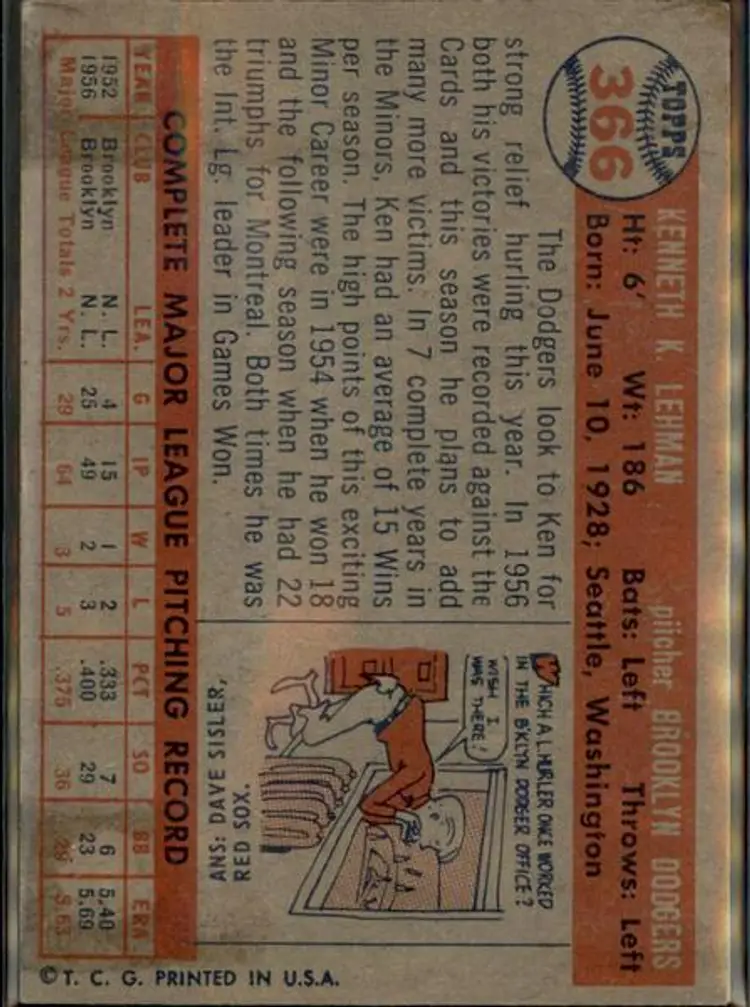 TOPPS
366
KENNETH K. LEHMAN pitcher BROOKLYN DODGERS
Ht: 6' Wt: 186 Bats: Left Throws: Left
Born: June 10, 1928; Seattle, Washington
The Dodgers look to Ken for
strong relief hurling this year. In 1956
both his victories were recorded against the
Cards and this season he plans to add
many more victims. In 7 complete years in
the Minors, Ken had an average of 15 Wins
per season. The high points of this exciting
Minor Career were in 1954 when he won 18
and the following season when he had 22
triumphs for Montreal. Both times he was
the Int. Lg. leader in Games Won.
WHICH A.L. HURLER ONCE WORKED
IN THE B'KLYN DODGER OFFICE?
WISH I
WAS THERE!
ANS: DAVE SISLER,
RED SOX.
COMPLETE MAJOR LEAGUE PITCHING RECORD
YEAR CLUB LEA. G IP W L PCT SO BB ERA
1952 Brooklyn N. L. 4 15 1 2 .333 7 6 5.40
1956 Brooklyn N. L. 25 49 2 3 .400 29 23 5.69
Major League Totals 2 Yrs. 29 64 3 5 .375 36 29 5.63
© T. C. G. PRINTED IN U.S.A.